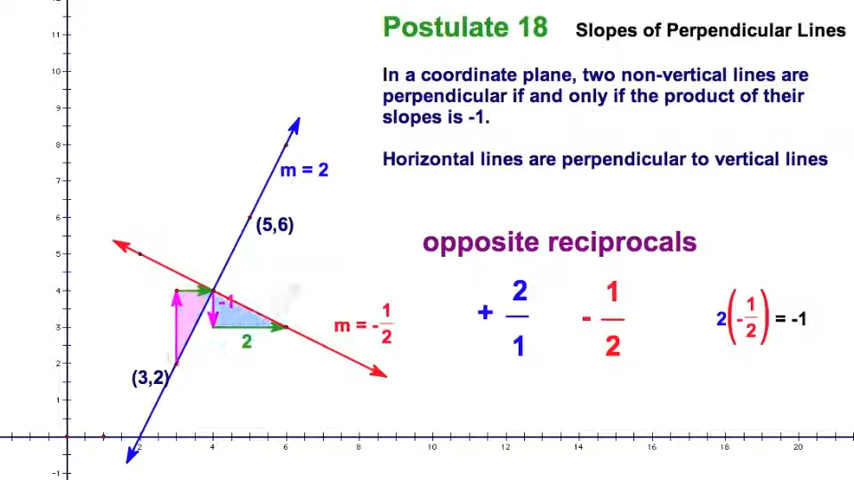 Postulate 18 Slopes of Perpendicular Lines
In a coordinate plane, two non-vertical lines are
perpendicular if and only if the product of their
slopes is -1.
Horizontal lines are perpendicular to vertical lines
opposite reciprocals
+ 2/1 - 1/2 2(-1/2) = -1
m = 2
(5,6)
-1
m = -1/2
2
(3,2)
11
10
9
8
7
6
5
4
3
2
1
-1
2 4 6 8 10 12 14 16 18 20